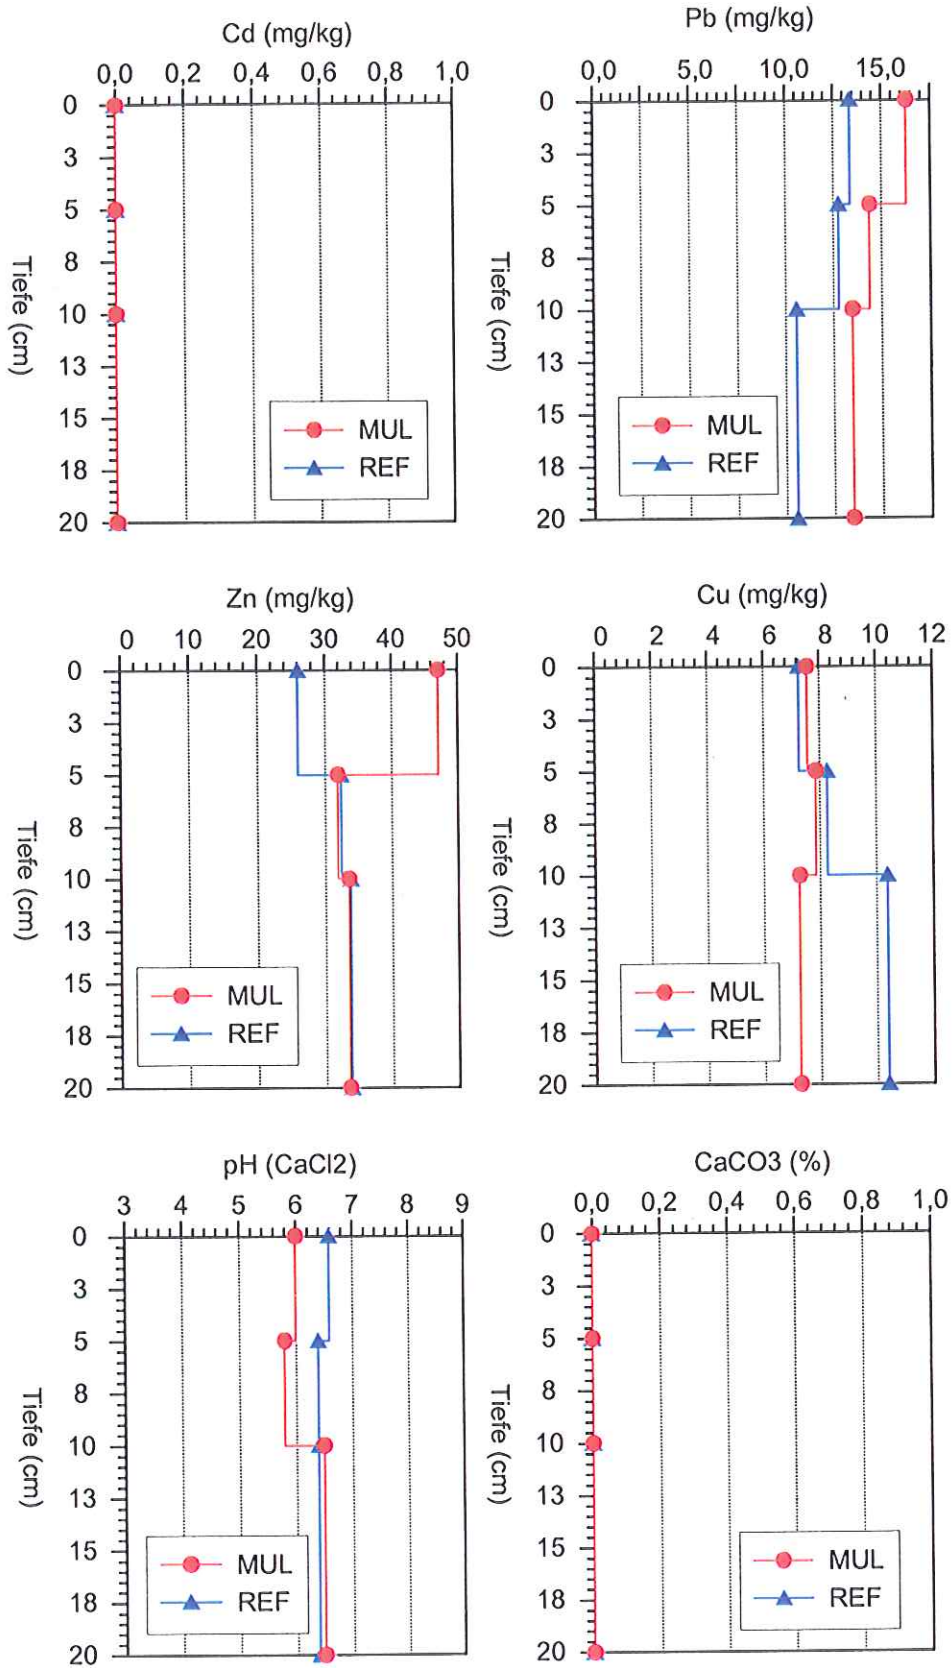 Cd (mg/kg)
0,0 0,2 0,4 0,6 0,8 1,0
0
3
5
8
10
13
15
18
20
Tiefe (cm)
MUL
REF
Pb (mg/kg)
0,0 5,0 10,0 15,0
0
3
5
8
10
13
15
18
20
Tiefe (cm)
MUL
REF
Zn (mg/kg)
0 10 20 30 40 50
0
3
5
8
10
13
15
18
20
Tiefe (cm)
MUL
REF
Cu (mg/kg)
0 2 4 6 8 10 12
0
3
5
8
10
13
15
18
20
Tiefe (cm)
MUL
REF
pH (CaCl2)
3 4 5 6 7 8 9
0
3
5
8
10
13
15
18
20
Tiefe (cm)
MUL
REF
CaCO3 (%)
0,0 0,2 0,4 0,6 0,8 1,0
0
3
5
8
10
13
15
18
20
Tiefe (cm)
MUL
REF